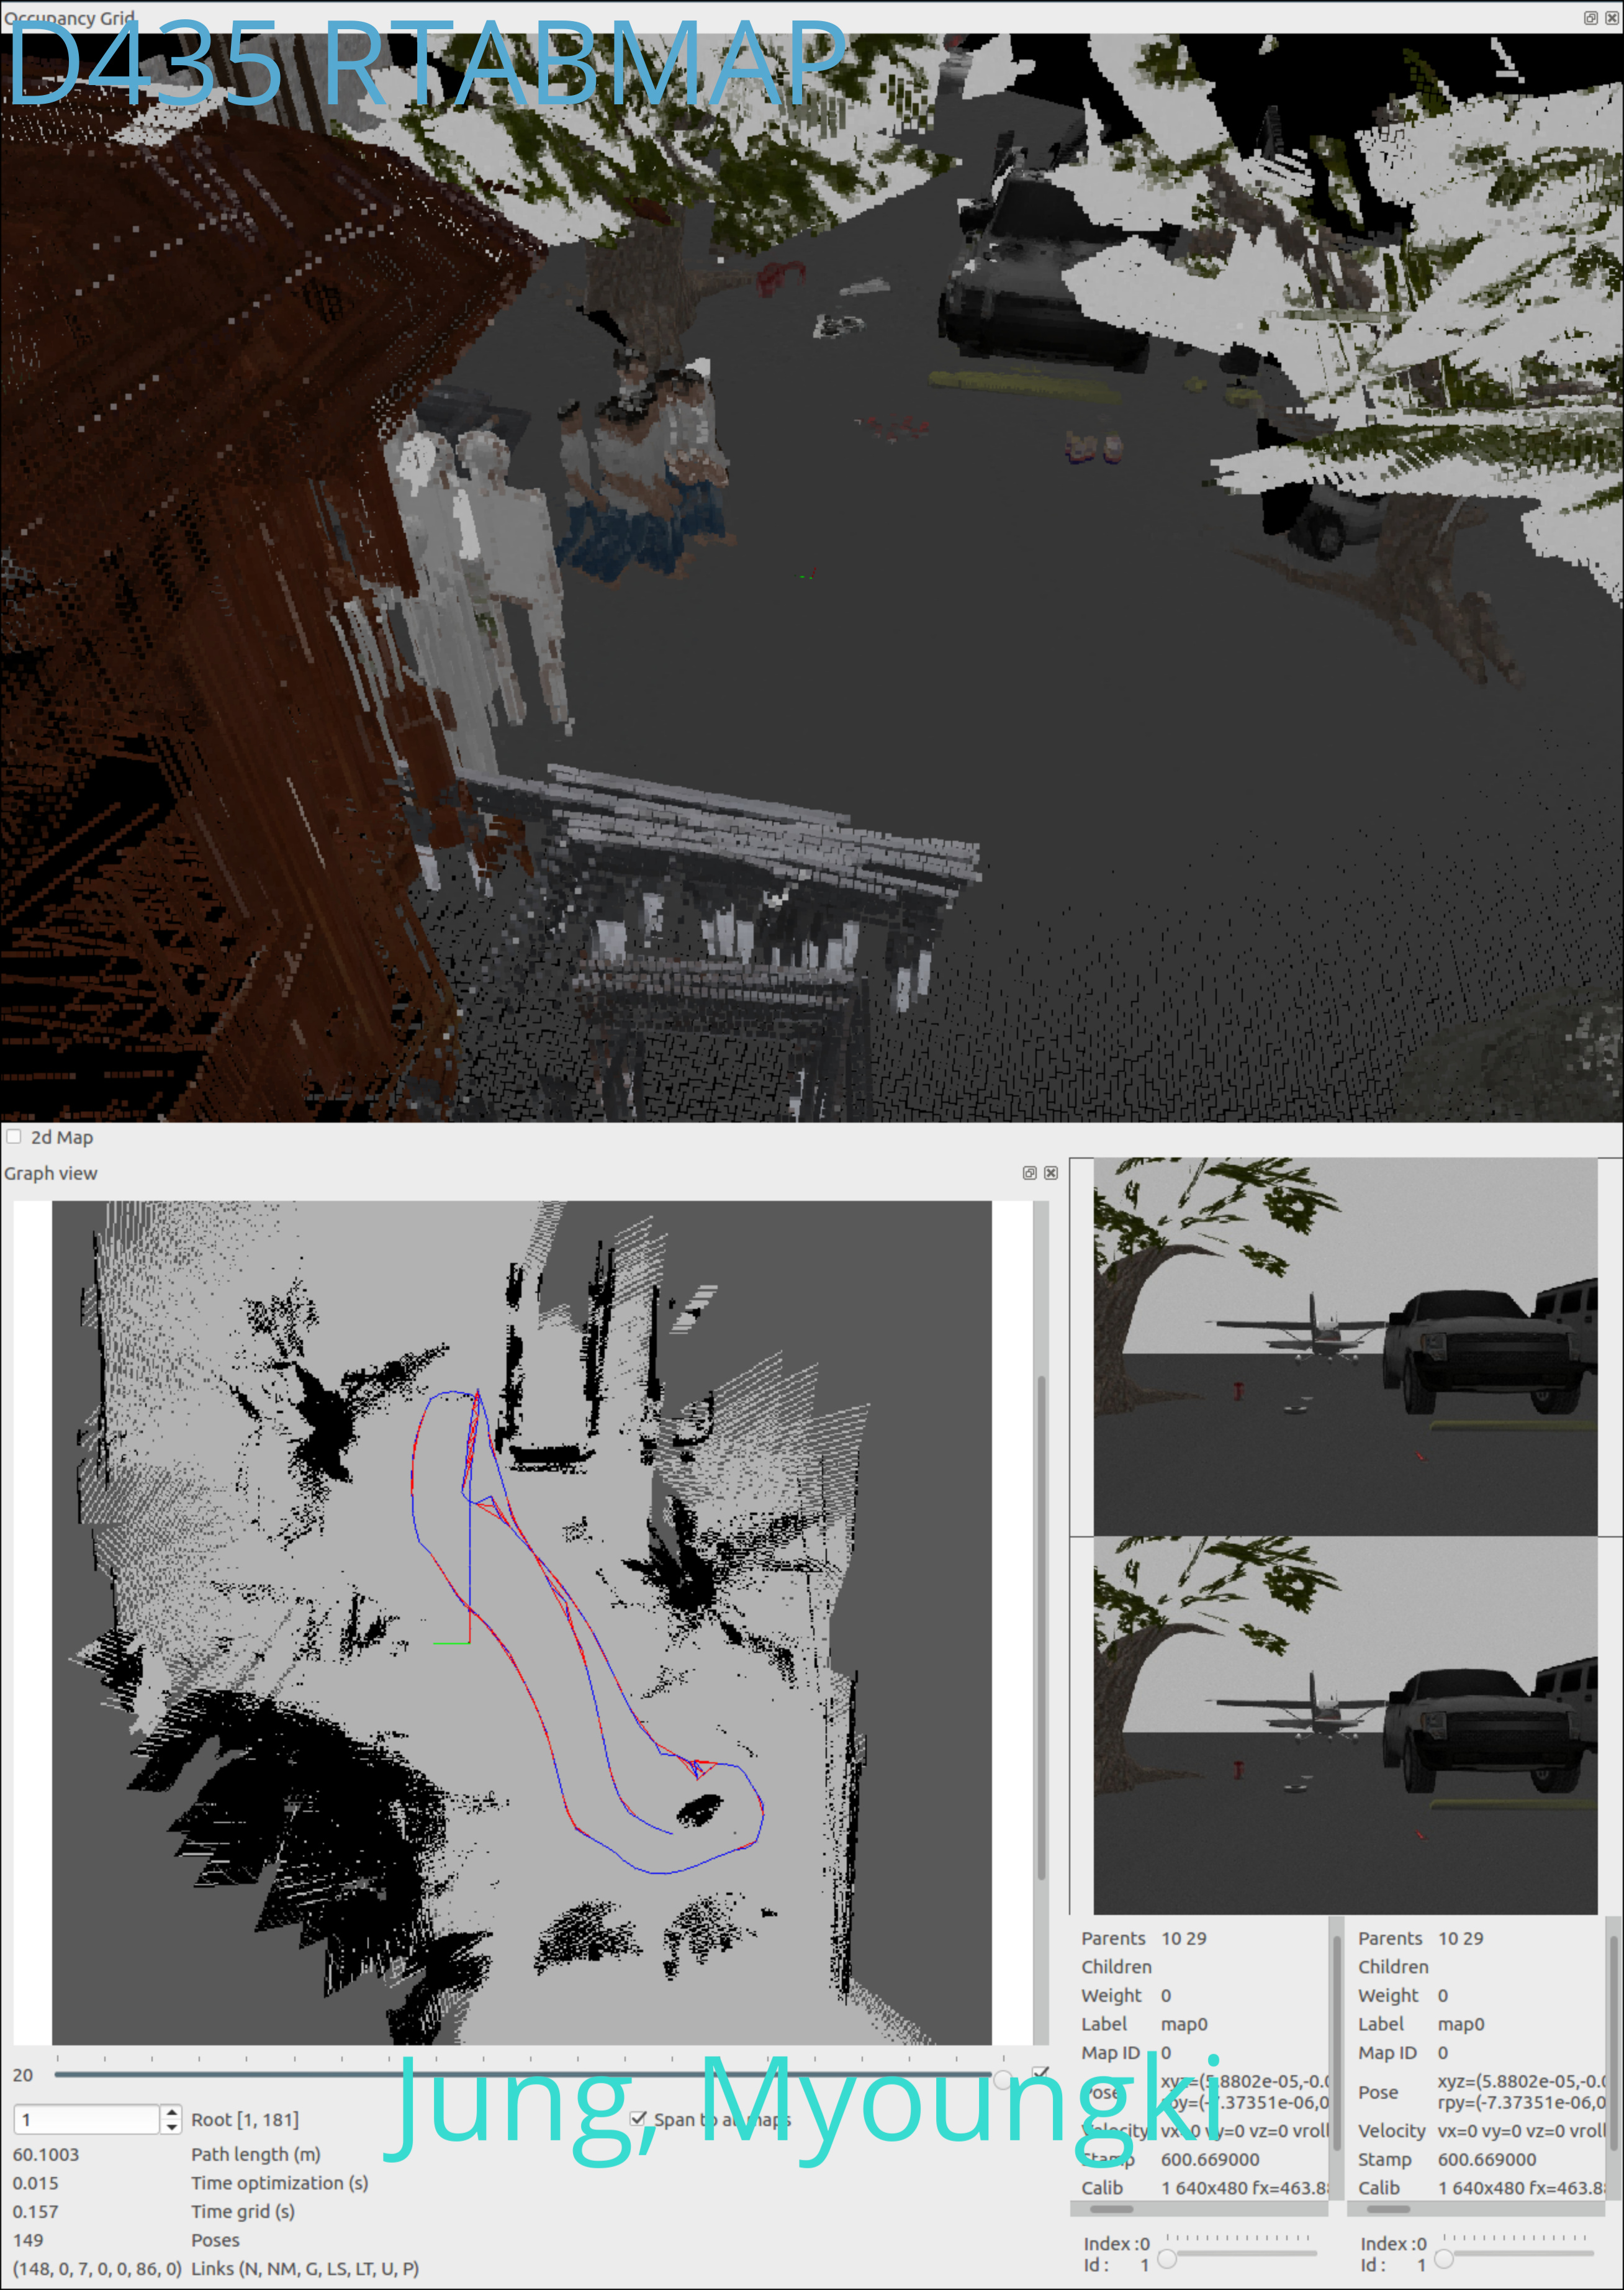 Occupancy Grid
D435 RTABMAP
2d Map
Graph view
20
1 Root [1, 181]
Span to all maps
60.1003 Path length (m)
0.015 Time optimization (s)
0.157 Time grid (s)
149 Poses
(148, 0, 7, 0, 0, 86, 0) Links (N, NM, G, LS, LT, U, P)
Jung, Myoungki
Parents 10 29
Children
Weight 0
Label map0
Map ID 0
Pose xyz=(5.8802e-05,-0.0
rpy=(-7.37351e-06,0
Velocity vx=0 vy=0 vz=0 vroll
Stamp 600.669000
Calib 1 640x480 fx=463.8
Index :0
Id : 1
Parents 10 29
Children
Weight 0
Label map0
Map ID 0
Pose xyz=(5.8802e-05,-0.0
rpy=(-7.37351e-06,0
Velocity vx=0 vy=0 vz=0 vroll
Stamp 600.669000
Calib 1 640x480 fx=463.8
Index :0
Id : 1